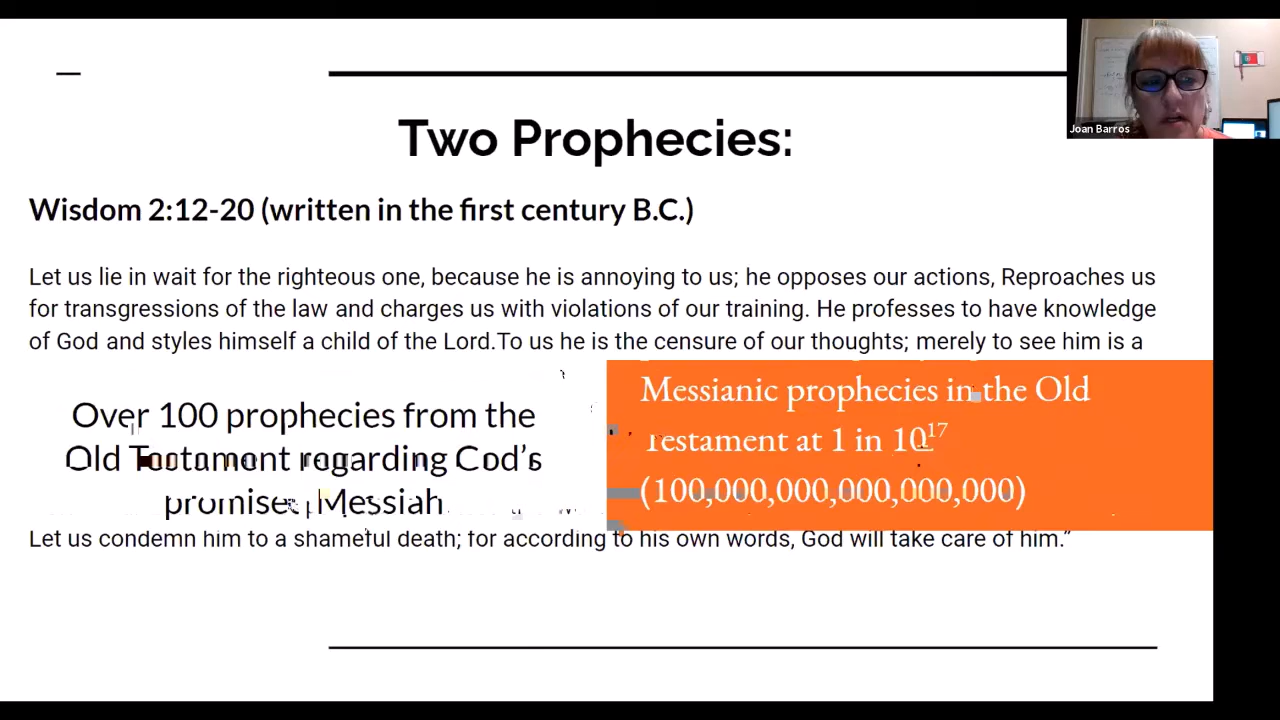 Joan Barros
Two Prophecies:
Wisdom 2:12-20 (written in the first century B.C.)
Let us lie in wait for the righteous one, because he is annoying to us; he opposes our actions, Reproaches us
for transgressions of the law and charges us with violations of our training. He professes to have knowledge
of God and styles himself a child of the Lord.To us he is the censure of our thoughts; merely to see him is a
Over 100 prophecies from the
Old Testament regarding God's
promised Messiah
Messianic prophecies in the Old
Testament at 1 in 10¹⁷
(100,000,000,000,000,000)
Let us condemn him to a shameful death; for according to his own words, God will take care of him.”